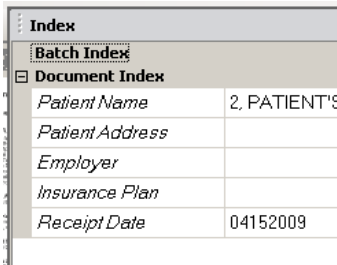 Index
Batch Index
Document Index
Patient Name 2, PATIENT'S
Patient Address
Employer
Insurance Plan
Receipt Date 04152009